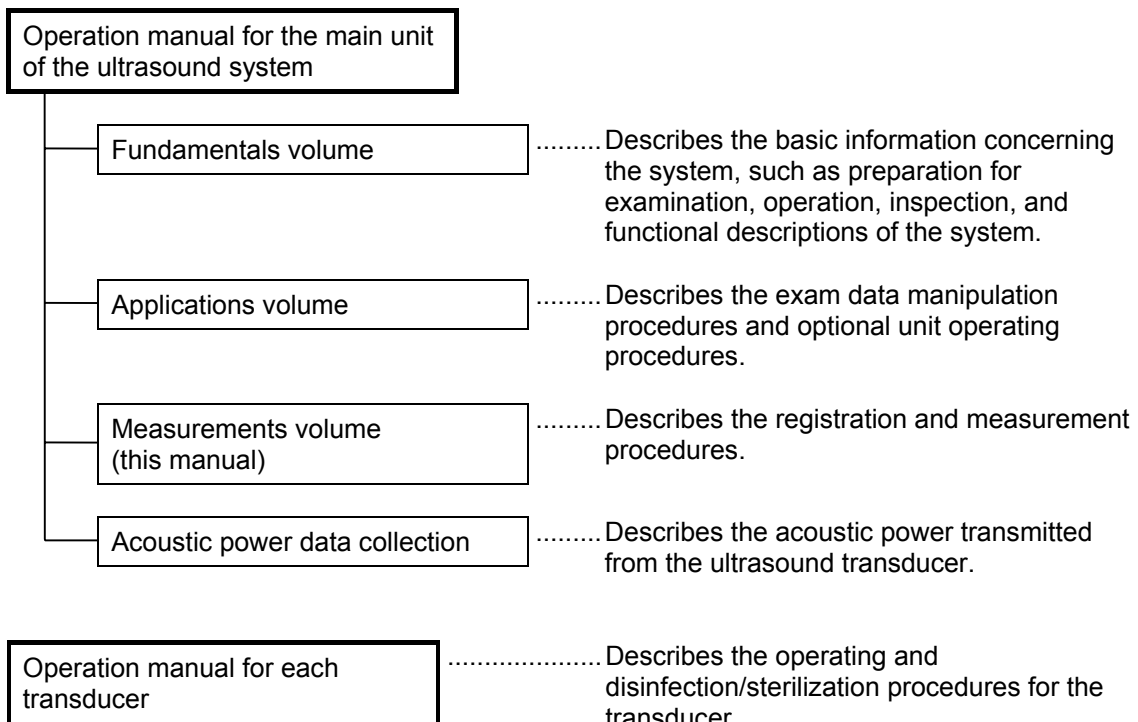 Operation manual for the main unit
of the ultrasound system
Fundamentals volume
.........Describes the basic information concerning
the system, such as preparation for
examination, operation, inspection, and
functional descriptions of the system.
Applications volume
.........Describes the exam data manipulation
procedures and optional unit operating
procedures.
Measurements volume
(this manual)
.........Describes the registration and measurement
procedures.
Acoustic power data collection
.........Describes the acoustic power transmitted
from the ultrasound transducer.
Operation manual for each
transducer
.....................Describes the operating and
disinfection/sterilization procedures for the
transducer